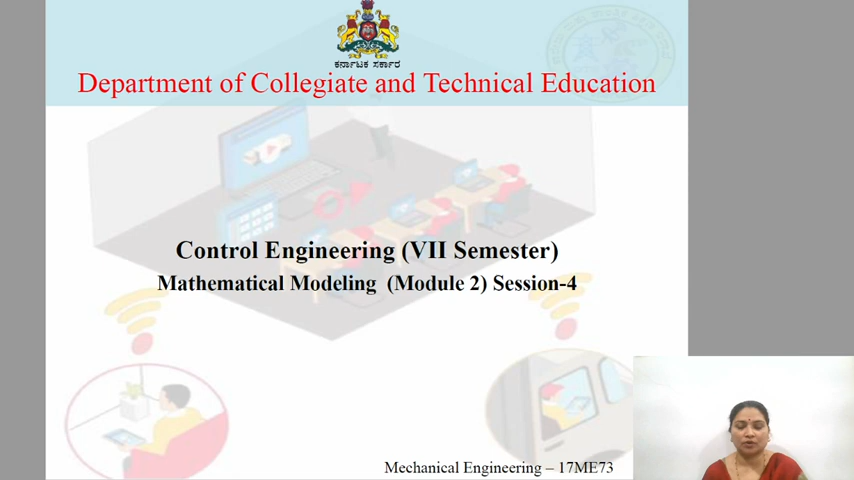 ಕರ್ನಾಟಕ ಸರ್ಕಾರ
Department of Collegiate and Technical Education
Control Engineering (VII Semester)
Mathematical Modeling (Module 2) Session-4
Mechanical Engineering – 17ME73